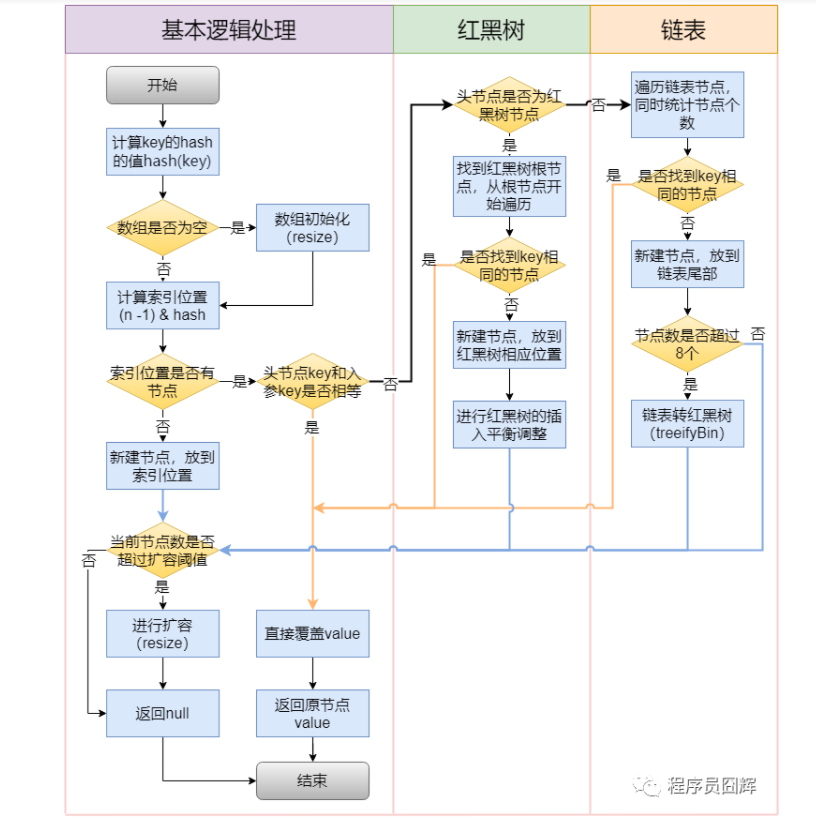 基本逻辑处理
红黑树
链表
开始
计算key的hash
的值hash(key)
数组是否为空
是
数组初始化
（resize）
否
计算索引位置
(n -1) & hash
索引位置是否有
节点
是
头节点key和入
参key是否相等
否
是
否
新建节点，放到
索引位置
当前节点数是否
超过扩容阈值
否
是
进行扩容
（resize）
返回null
直接覆盖value
返回原节点
value
结束
头节点是否为红
黑树节点
否
是
找到红黑树根节
点，从根节点开
始遍历
是
是否找到key相
同的节点
否
新建节点，放到
红黑树相应位置
进行红黑树的插
入平衡调整
遍历链表节点，
同时统计节点个
数
是
是否找到key相
同的节点
否
新建节点，放到
链表尾部
节点数是否超过
8个
否
是
链表转红黑树
(treeifyBin）
程序员囧辉